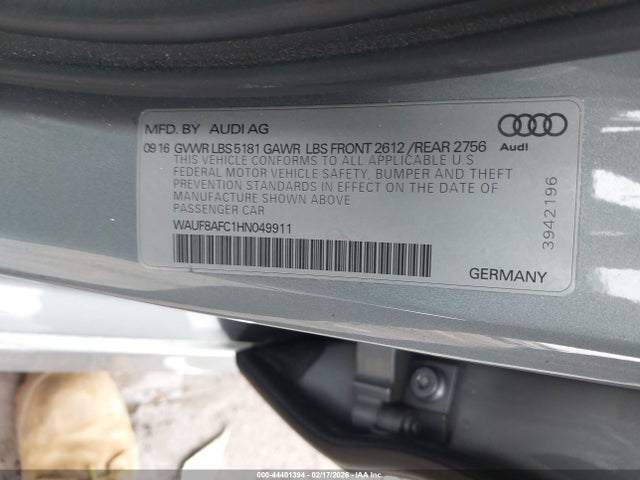 MFD. BY AUDI AG
09 16 GVWR LBS 5181 GAWR LBS FRONT 2612 /REAR 2756
THIS VEHICLE CONFORMS TO ALL APPLICABLE U.S
FEDERAL MOTOR VEHICLE SAFETY, BUMPER AND THEFT
PREVENTION STANDARDS IN EFFECT ON THE DATE OF
MANUFACTURE SHOWN ABOVE
PASSENGER CAR
WAUF8AFC1HN049911
Audi
3942196
GERMANY
000-44401394 - 02/17/2026 - IAA Inc.